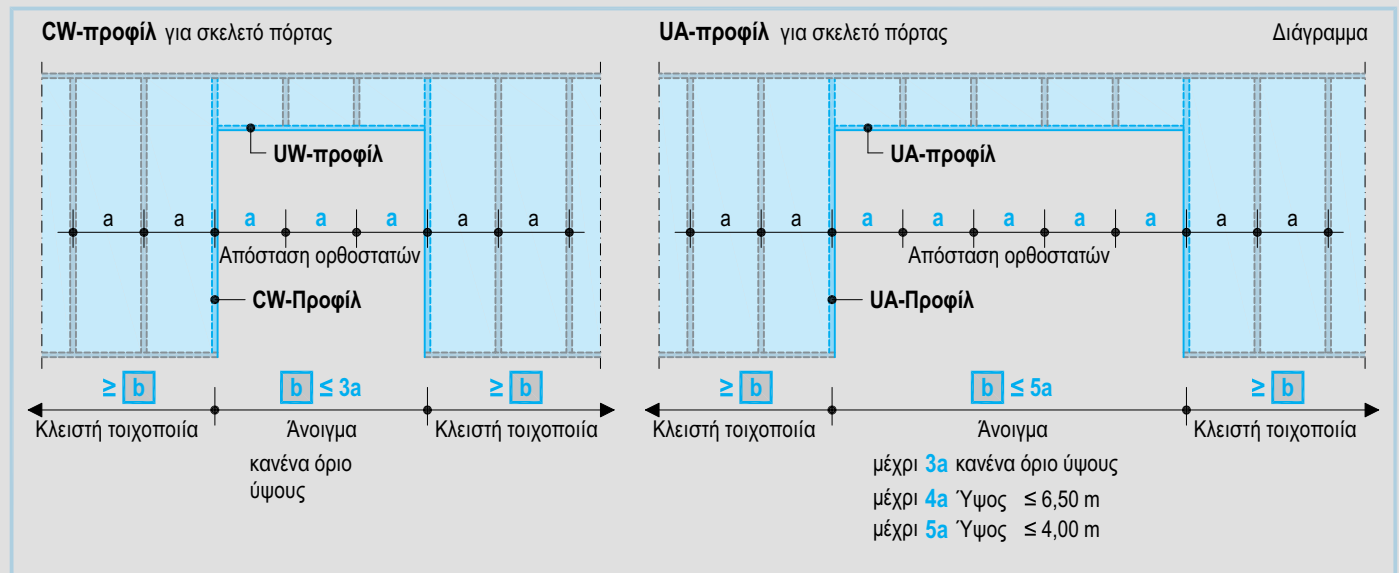 CW-προφίλ για σκελετό πόρτας
UW-προφίλ
a a a a a a a
Απόσταση ορθοστατών
CW-Προφίλ
≥ b b ≤ 3a ≥ b
Κλειστή τοιχοποιία Άνοιγμα Κλειστή τοιχοποιία
κανένα όριο
ύψους
UA-προφίλ για σκελετό πόρτας Διάγραμμα
UA-προφίλ
a a a a a a a a a
Απόσταση ορθοστατών
UA-Προφίλ
≥ b b ≤ 5a ≥ b
Κλειστή τοιχοποιία Άνοιγμα Κλειστή τοιχοποιία
μέχρι 3a κανένα όριο ύψους
μέχρι 4a Ύψος ≤ 6,50 m
μέχρι 5a Ύψος ≤ 4,00 m